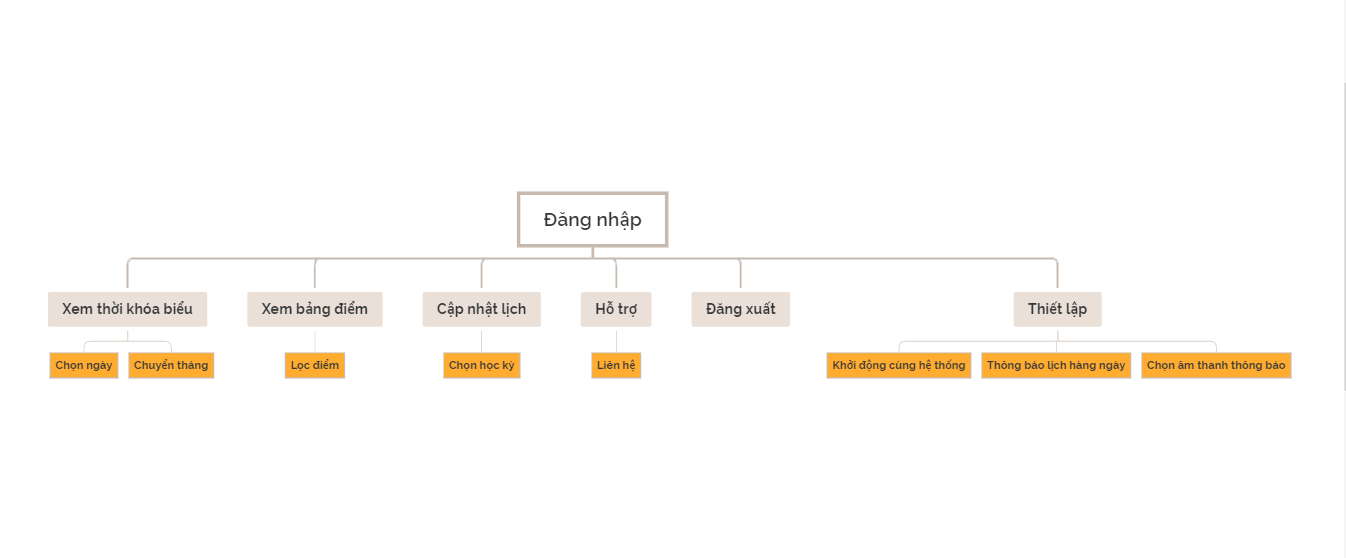 Đăng nhập
Xem thời khóa biểu
Xem bảng điểm
Cập nhật lịch
Hỗ trợ
Đăng xuất
Thiết lập
Chọn ngày
Chuyển tháng
Lọc điểm
Chọn học kỳ
Liên hệ
Khởi động cùng hệ thống
Thông báo lịch hàng ngày
Chọn âm thanh thông báo